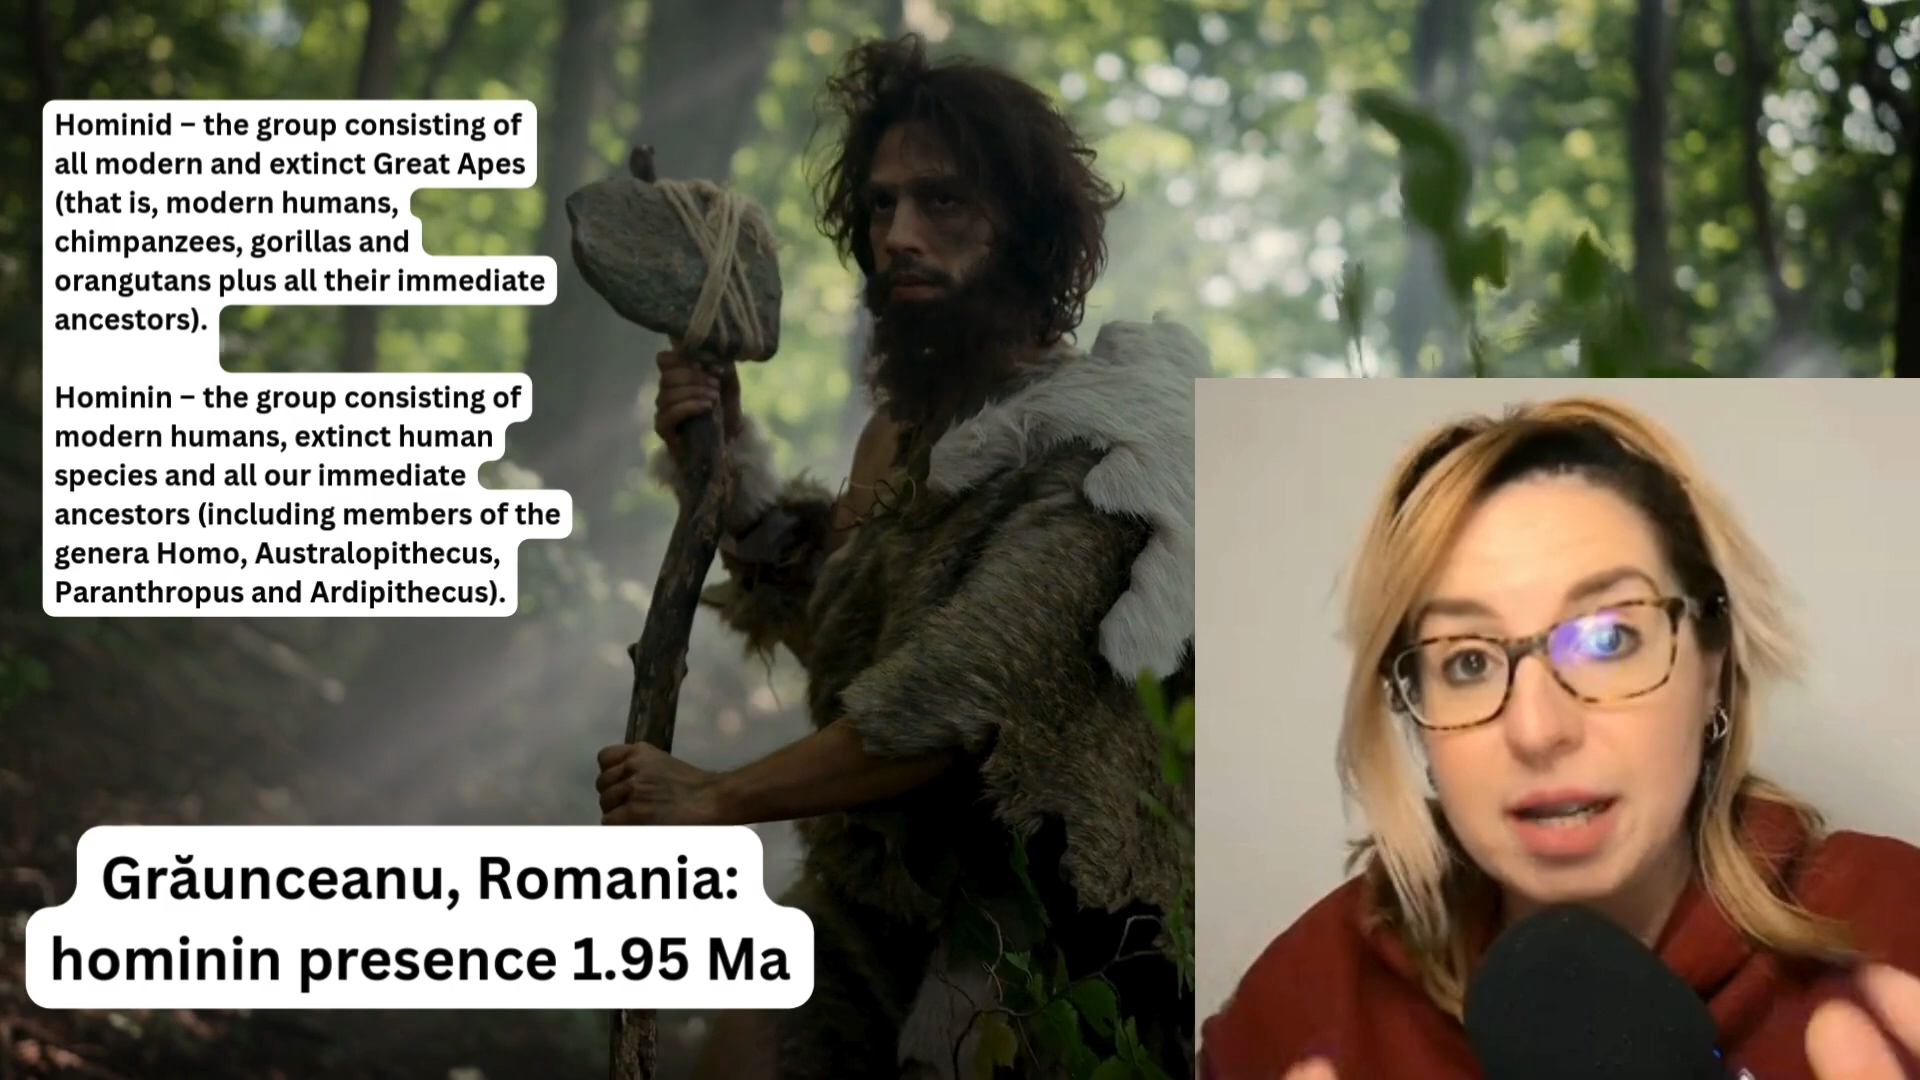 Hominid – the group consisting of
all modern and extinct Great Apes
(that is, modern humans,
chimpanzees, gorillas and
orangutans plus all their immediate
ancestors).
Hominin – the group consisting of
modern humans, extinct human
species and all our immediate
ancestors (including members of the
genera Homo, Australopithecus,
Paranthropus and Ardipithecus).
Grăunceanu, Romania:
hominin presence 1.95 Ma